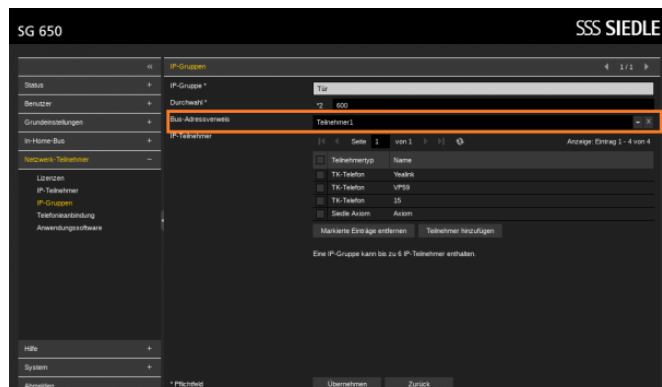 SG 650
SSS SIEDLE
«
IP-Gruppen
1/1
Status +
Benutzer +
Grundeinstellungen +
In-Home-Bus +
Netzwerk-Teilnehmer –
Lizenzen
IP-Teilnehmer
IP-Gruppen
Telefonieanbindung
Anwendungssoftware
Hilfe +
System +
Abmelden
IP-Gruppe * Tür
Durchwahl * *2 600
Bus-Adressverweis Teilnehmer1 X
IP-Teilnehmer
Seite 1 von 1
Anzeige: Eintrag 1 - 4 von 4
Teilnehmertyp Name
TK-Telefon Yealink
TK-Telefon VP59
TK-Telefon 15
Siedle Axiom Axiom
Markierte Einträge entfernen Teilnehmer hinzufügen
Eine IP-Gruppe kann bis zu 6 IP-Teilnehmer enthalten.
* Pflichtfeld Übernehmen Zurück